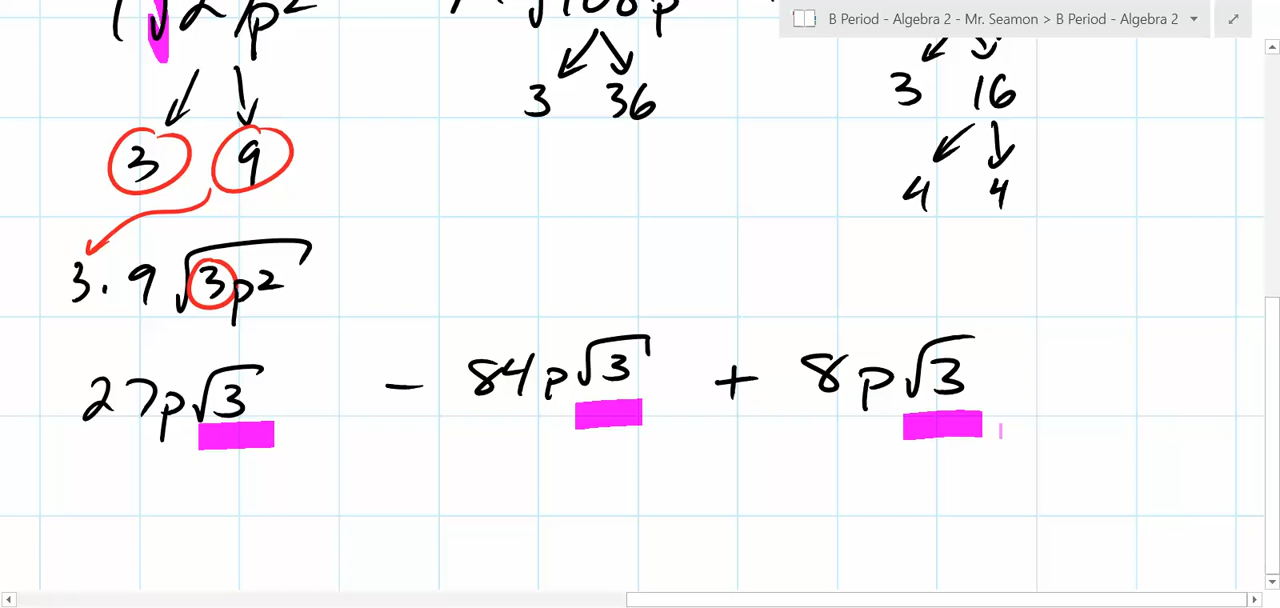 B Period - Algebra 2 - Mr. Seamon > B Period - Algebra 2
3 16
3 36
3 9
4 4
3 · 9 √3p²
27p√3 - 84p√3 + 8p√3